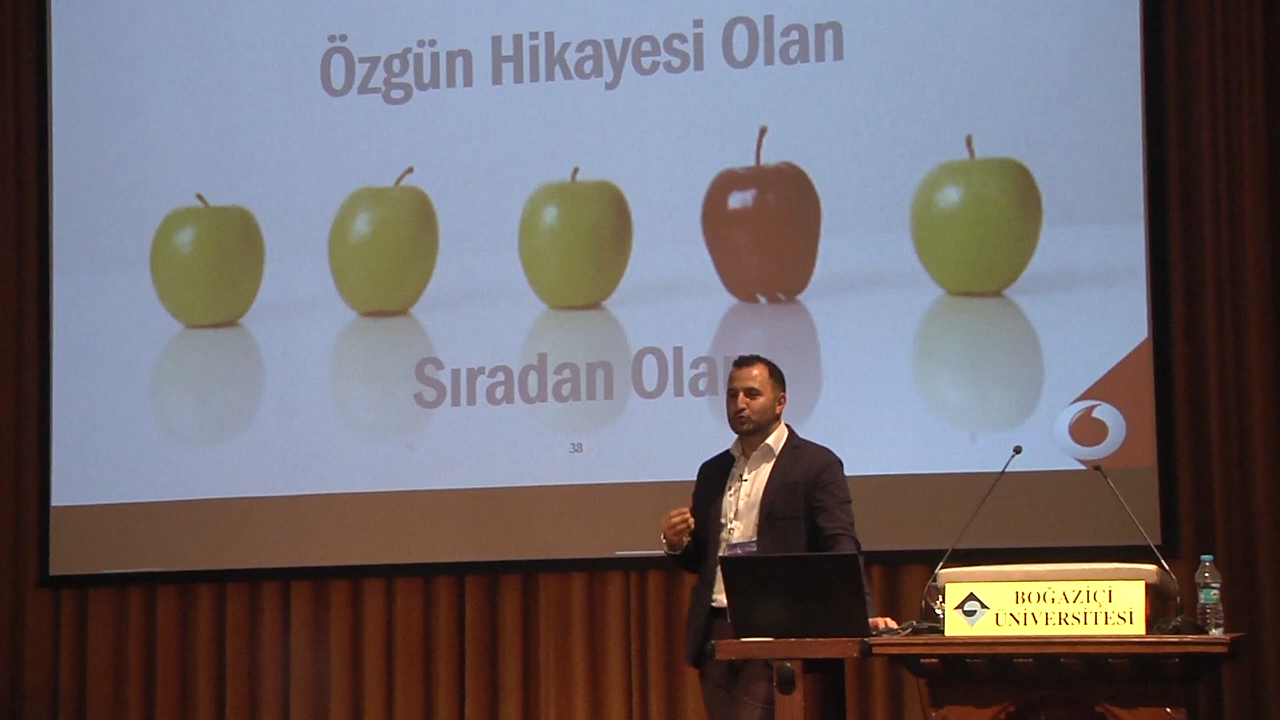 Özgün Hikayesi Olan
Sıradan Olan
38
BOĞAZİÇİ
ÜNİVERSİTESİ